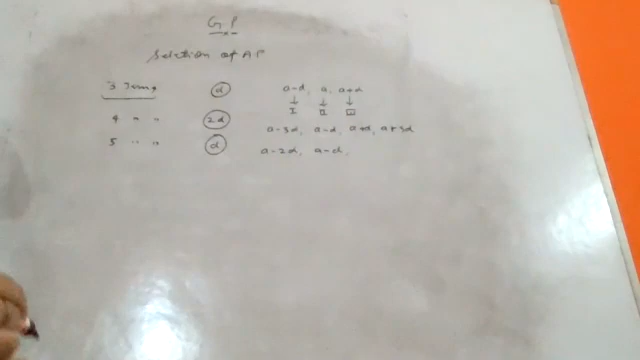 G.P
Selection of A.P
3 Terms d a-d, a, a+d
↓ ↓ ↓
I II III
4 " " 2d a-3d, a-d, a+d, a+3d
5 " " d a-2d, a-d,